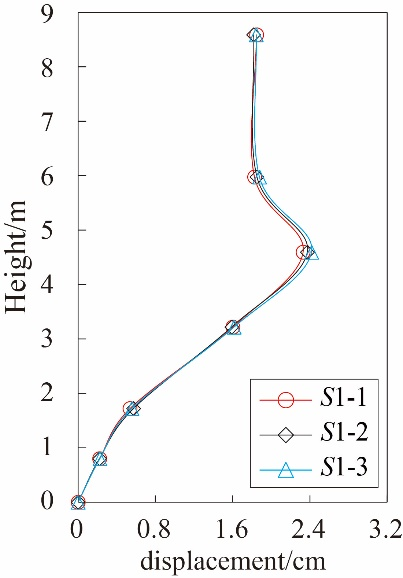 9
8
7
6
5
4
3
2
1
0
Height/m
S1-1
S1-2
S1-3
0 0.8 1.6 2.4 3.2
displacement/cm